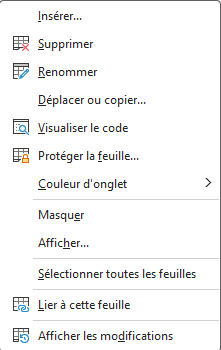 Insérer...
Supprimer
Renommer
Déplacer ou copier...
Visualiser le code
Protéger la feuille...
Couleur d'onglet
Masquer
Afficher...
Sélectionner toutes les feuilles
Lier à cette feuille
Afficher les modifications